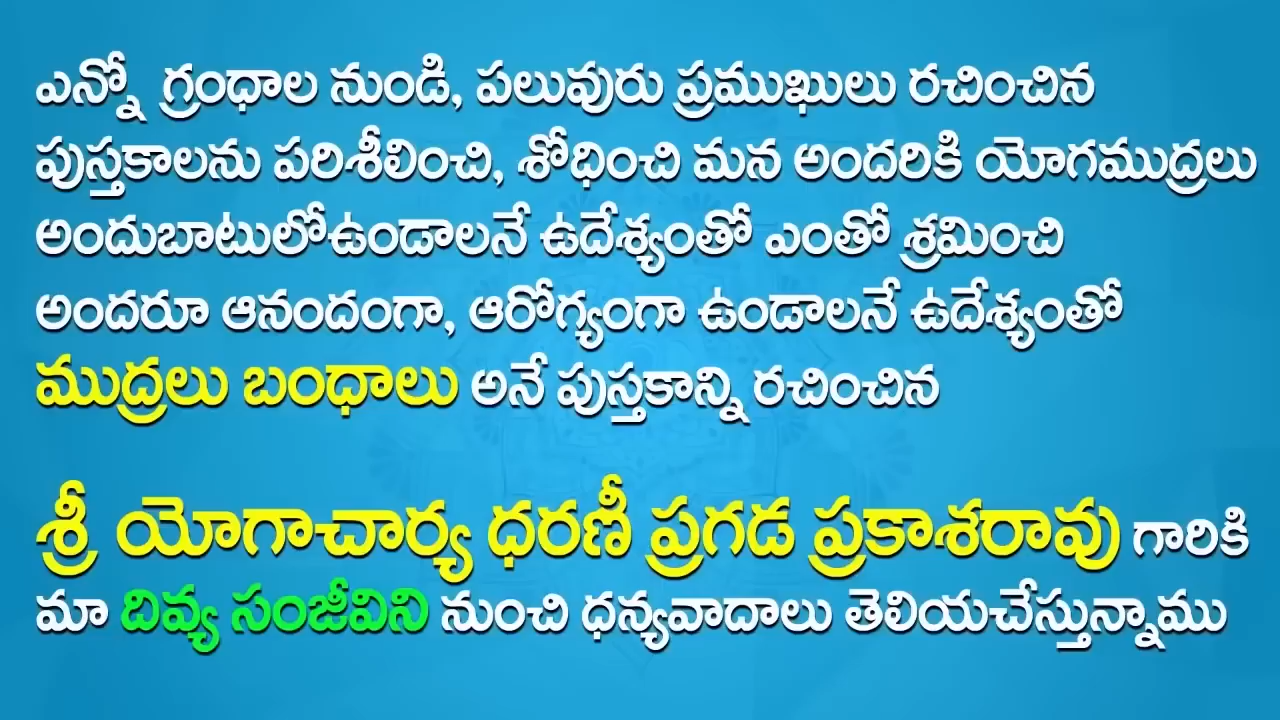 ఎన్నో గ్రంధాల నుండి, పలువురు ప్రముఖులు రచించిన
పుస్తకాలను పరిశీలించి, శోధించి మన అందరికి యోగముద్రలు
అందుబాటులోఉండాలనే ఉదేశ్యంతో ఎంతో శ్రమించి
అందరూ ఆనందంగా, ఆరోగ్యంగా ఉండాలనే ఉదేశ్యంతో
ముద్రలు బంధాలు అనే పుస్తకాన్ని రచించిన
శ్రీ యోగాచార్య ధరణీ ప్రగడ ప్రకాశరావు గారికి
మా దివ్య సంజీవిని నుంచి ధన్యవాదాలు తెలియచేస్తున్నాము